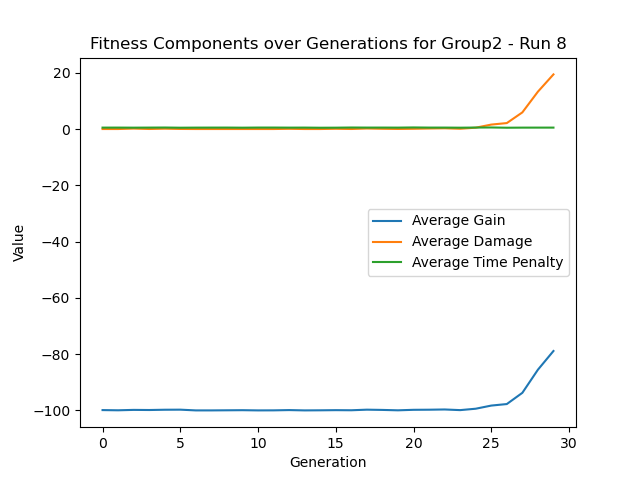 Fitness Components over Generations for Group2 - Run 8
20
0
−20
−40
−60
−80
−100
Value
Average Gain
Average Damage
Average Time Penalty
0 5 10 15 20 25 30
Generation